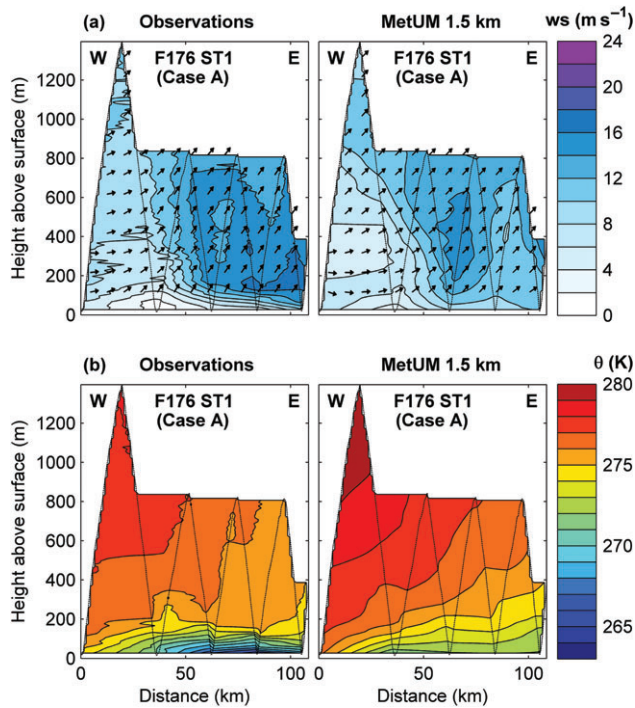 (a) Observations MetUM 1.5 km ws (m s⁻¹)
W F176 ST1 (Case A) E
F176 ST1 (Case A)
1400
1200
1000
800
600
400
200
0
Height above surface (m)
24
20
16
12
8
4
0
(b) Observations MetUM 1.5 km θ (K)
W F176 ST1 (Case A) E
F176 ST1 (Case A)
W E
1400
1200
1000
800
600
400
200
0
Height above surface (m)
0 50 100
Distance (km)
0 50 100
Distance (km)
280
275
270
265